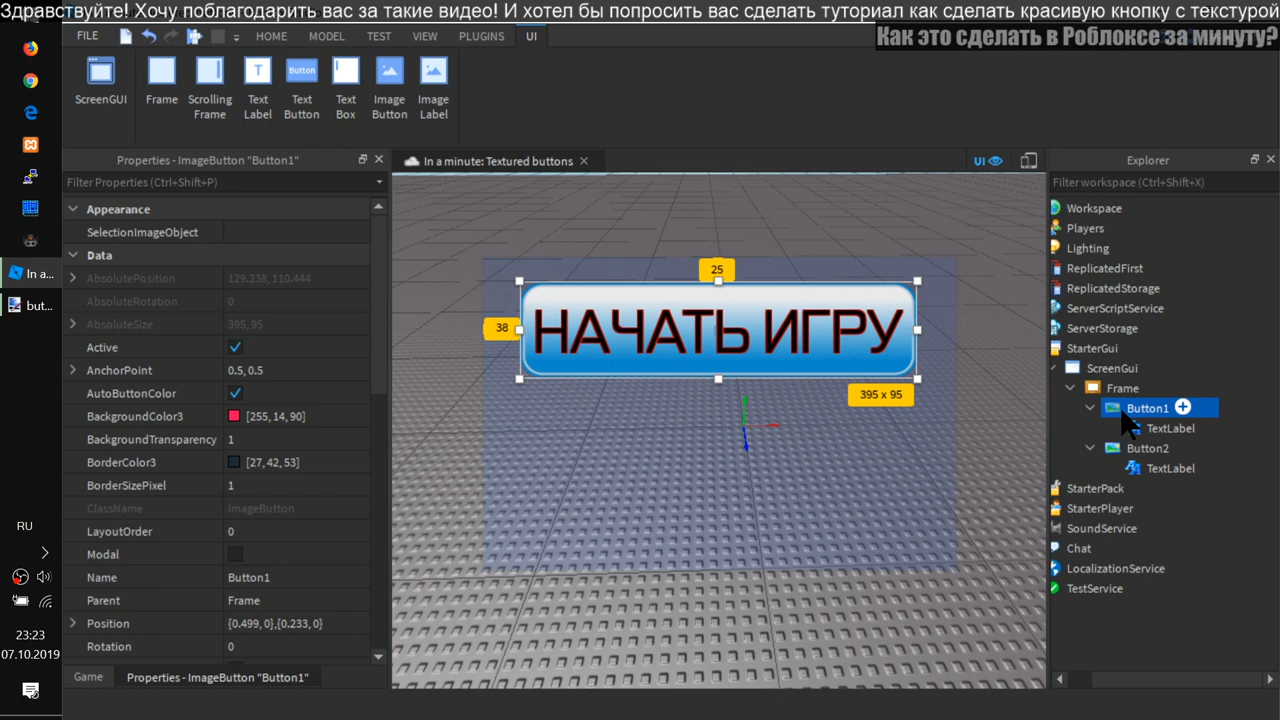 Здравствуйте! Хочу поблагодарить вас за такие видео! И хотел бы попросить вас сделать туториал как сделать красивую кнопку с текстурой
Как это сделать в Роблоксе за минуту?
FILE HOME MODEL TEST VIEW PLUGINS UI
ScreenGUI
Frame
Scrolling Frame
T
Text Label
Button
Text Button
Text Box
Image Button
Image Label
Properties - ImageButton "Button1"
Filter Properties (Ctrl+Shift+P)
Appearance
SelectionImageObject
Data
AbsolutePosition 129.238, 110.444
AbsoluteRotation 0
AbsoluteSize 395, 95
Active
AnchorPoint 0.5, 0.5
AutoButtonColor
BackgroundColor3 [255, 14, 90]
BackgroundTransparency 1
BorderColor3 [27, 42, 53]
BorderSizePixel 1
ClassName ImageButton
LayoutOrder 0
Modal
Name Button1
Parent Frame
Position {0.499, 0},{0.233, 0}
Rotation 0
Game
Properties - ImageButton "Button1"
In a minute: Textured buttons
UI
25
38
НАЧАТЬ ИГРУ
395 x 95
Explorer
Filter workspace (Ctrl+Shift+X)
Workspace
Players
Lighting
ReplicatedFirst
ReplicatedStorage
ServerScriptService
ServerStorage
StarterGui
ScreenGui
Frame
Button1
TextLabel
Button2
TextLabel
StarterPack
StarterPlayer
SoundService
Chat
LocalizationService
TestService
In a...
but...
RU
23:23
07.10.2019